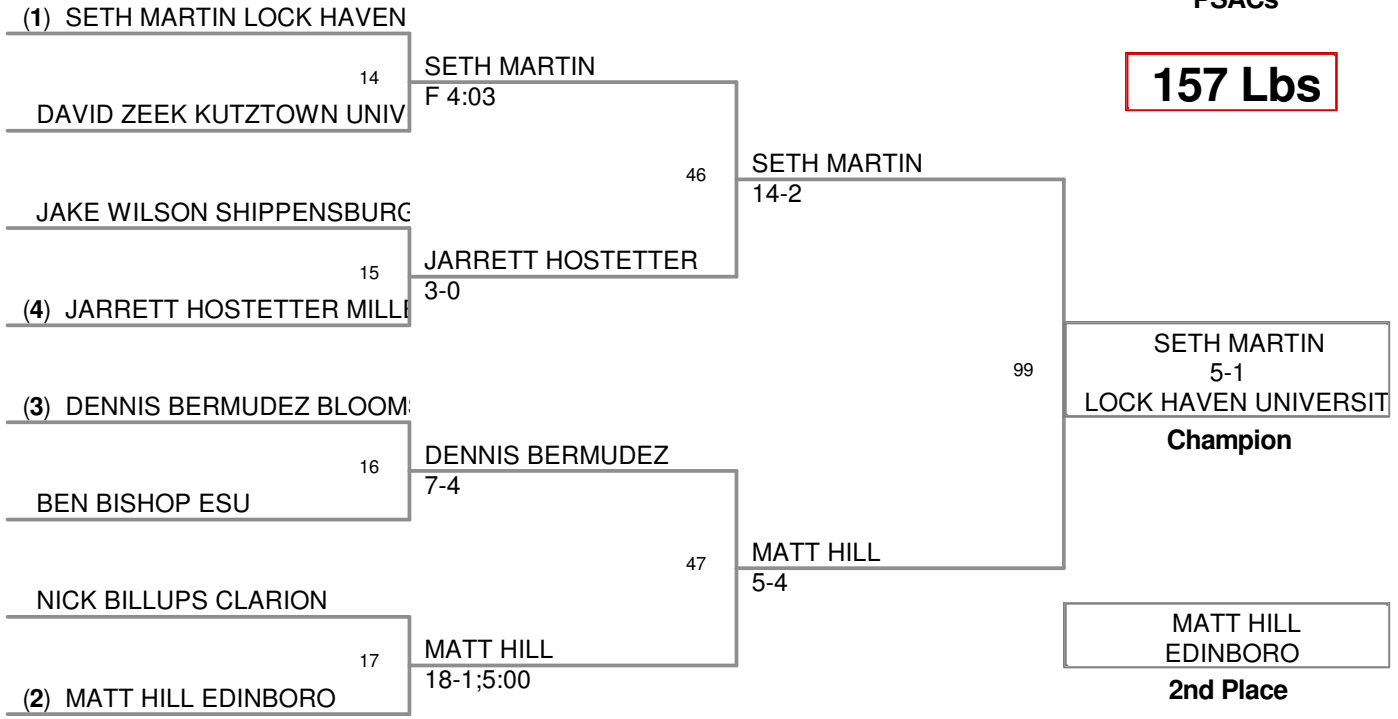 PSACs
157 Lbs
(1) SETH MARTIN LOCK HAVEN
14
DAVID ZEEK KUTZTOWN UNIV
SETH MARTIN
F 4:03
JAKE WILSON SHIPPENSBURG
15
(4) JARRETT HOSTETTER MILLE
JARRETT HOSTETTER
3-0
46
SETH MARTIN
14-2
(3) DENNIS BERMUDEZ BLOOMS
16
BEN BISHOP ESU
DENNIS BERMUDEZ
7-4
NICK BILLUPS CLARION
17
(2) MATT HILL EDINBORO
MATT HILL
18-1;5:00
47
MATT HILL
5-4
99
SETH MARTIN
5-1
LOCK HAVEN UNIVERSIT
Champion
MATT HILL
EDINBORO
2nd Place